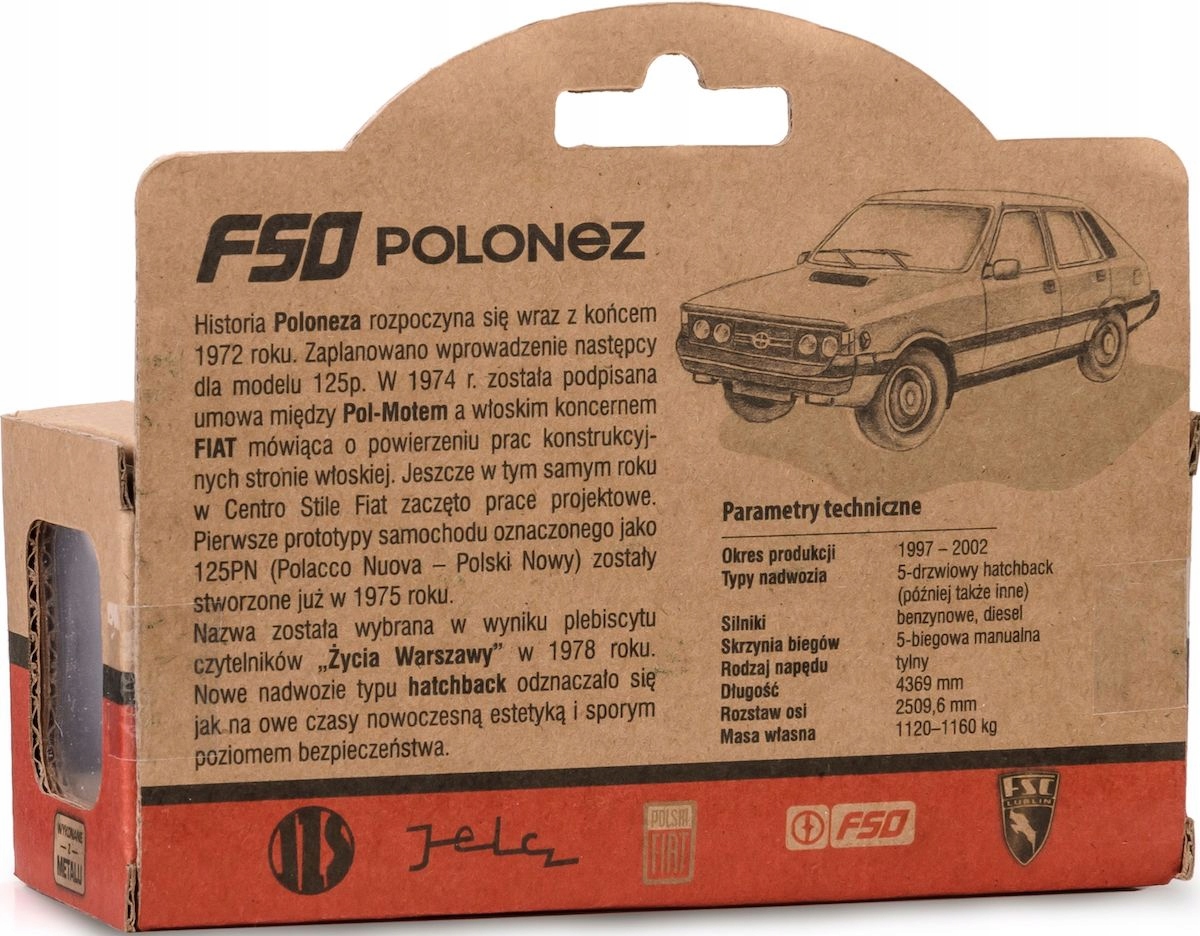 FSO POLONEZ
Historia Poloneza rozpoczyna się wraz z końcem
1972 roku. Zaplanowano wprowadzenie następcy
dla modelu 125p. W 1974 r. została podpisana
umowa między Pol-Motem a włoskim koncernem
FIAT mówiąca o powierzeniu prac konstrukcyj-
nych stronie włoskiej. Jeszcze w tym samym roku
w Centro Stile Fiat zaczęto prace projektowe.
Pierwsze prototypy samochodu oznaczonego jako
125PN (Polacco Nuova – Polski Nowy) zostały
stworzone już w 1975 roku.
Nazwa została wybrana w wyniku plebiscytu
czytelników „Życia Warszawy” w 1978 roku.
Nowe nadwozie typu hatchback odznaczało się
jak na owe czasy nowoczesną estetyką i sporym
poziomem bezpieczeństwa.
Parametry techniczne
Okres produkcji 1997 – 2002
Typy nadwozia 5-drzwiowy hatchback
(później także inne)
Silniki benzynowe, diesel
Skrzynia biegów 5-biegowa manualna
Rodzaj napędu tylny
Długość 4369 mm
Rozstaw osi 2509,6 mm
Masa własna 1120–1160 kg
WYKONANE
– Z –
METALU
Jelcz
POLSKI
FIAT
FSO
FSC
LUBLIN